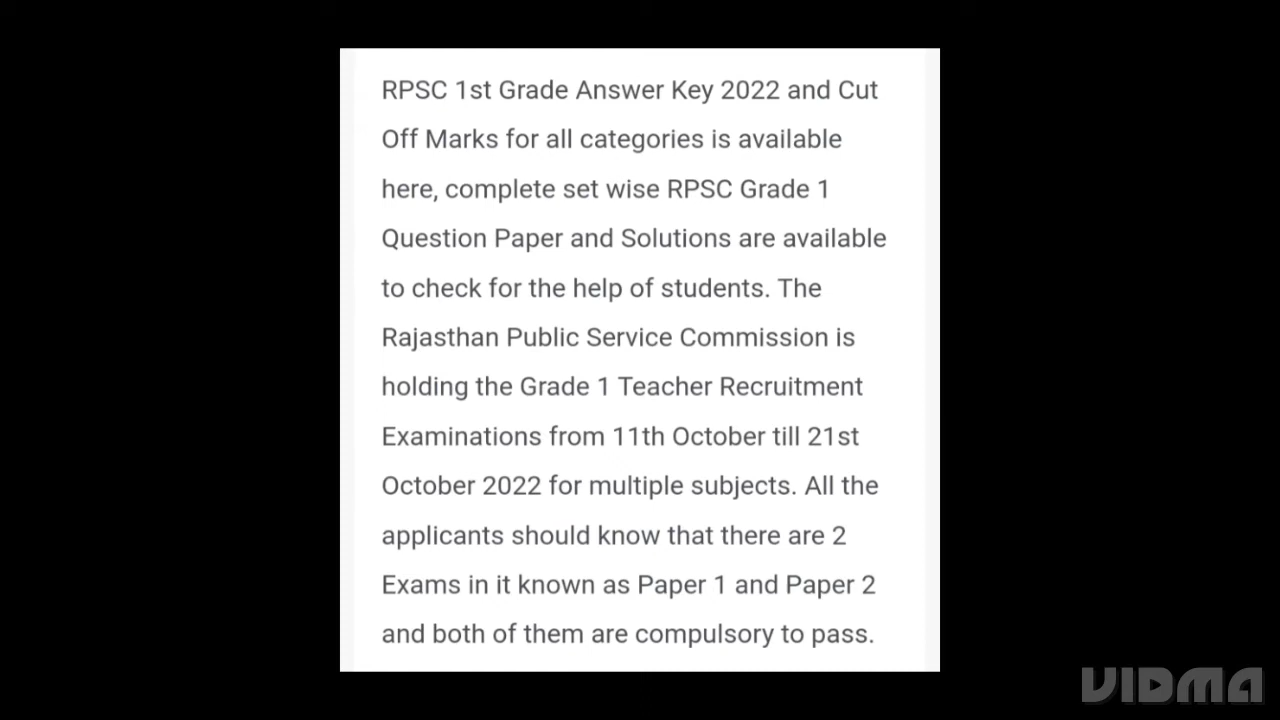 RPSC 1st Grade Answer Key 2022 and Cut
Off Marks for all categories is available
here, complete set wise RPSC Grade 1
Question Paper and Solutions are available
to check for the help of students. The
Rajasthan Public Service Commission is
holding the Grade 1 Teacher Recruitment
Examinations from 11th October till 21st
October 2022 for multiple subjects. All the
applicants should know that there are 2
Exams in it known as Paper 1 and Paper 2
and both of them are compulsory to pass.
VIDMA